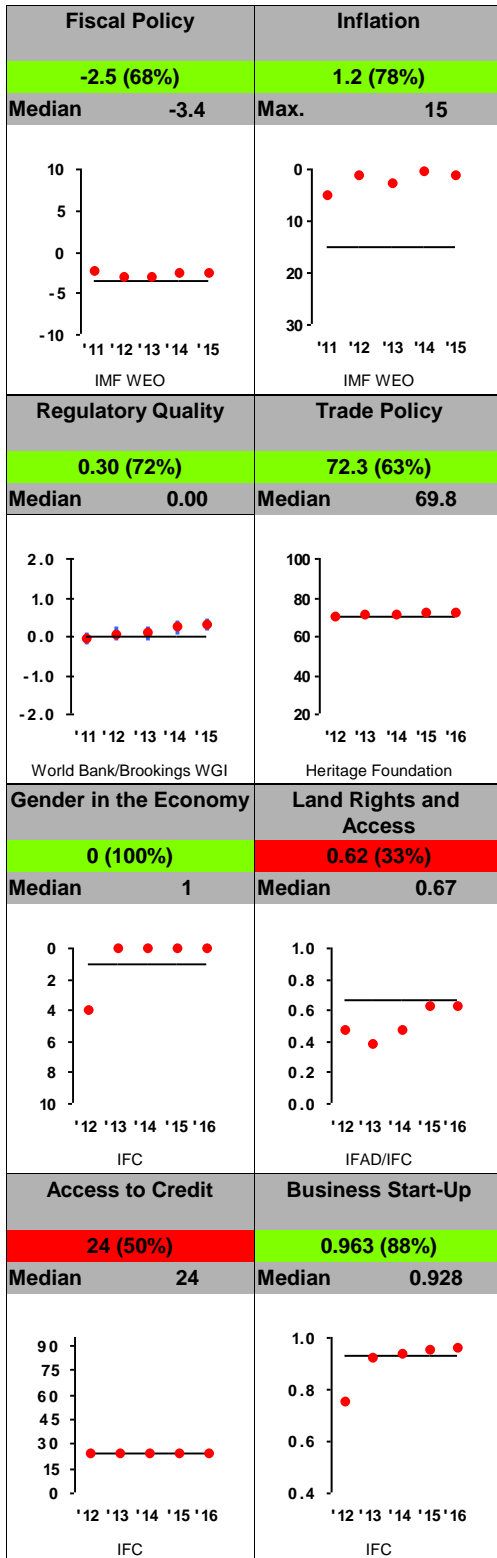 Fiscal Policy
-2.5 (68%)
Median -3.4
10
5
0
-5
-10
'11 '12 '13 '14 '15
IMF WEO
Inflation
1.2 (78%)
Max. 15
0
10
20
30
'11 '12 '13 '14 '15
IMF WEO
Regulatory Quality
0.30 (72%)
Median 0.00
2.0
1.0
0.0
-1.0
-2.0
'11 '12 '13 '14 '15
World Bank/Brookings WGI
Trade Policy
72.3 (63%)
Median 69.8
100
80
60
40
20
'12 '13 '14 '15 '16
Heritage Foundation
Gender in the Economy
0 (100%)
Median 1
0
2
4
6
8
10
'12 '13 '14 '15 '16
IFC
Land Rights and
Access
0.62 (33%)
Median 0.67
1.0
0.8
0.6
0.4
0.2
0.0
'12 '13 '14 '15 '16
IFAD/IFC
Access to Credit
24 (50%)
Median 24
90
75
60
45
30
15
0
'12 '13 '14 '15 '16
IFC
Business Start-Up
0.963 (88%)
Median 0.928
1.0
0.8
0.6
0.4
'12 '13 '14 '15 '16
IFC